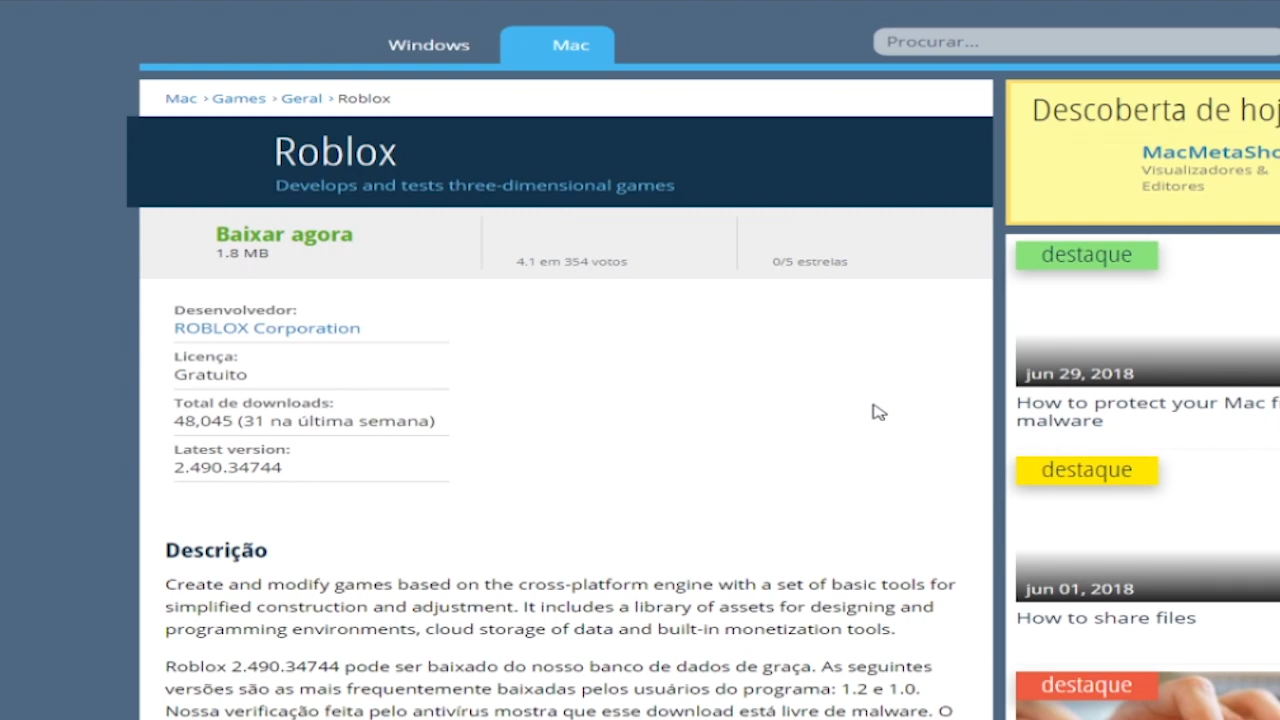 Windows
Mac
Procurar...
Mac › Games › Geral › Roblox
Roblox
Develops and tests three-dimensional games
Baixar agora
1.8 MB
4.1 em 354 votos
0/5 estrelas
Desenvolvedor:
ROBLOX Corporation
Licença:
Gratuito
Total de downloads:
48,045 (31 na última semana)
Latest version:
2.490.34744
Descrição
Create and modify games based on the cross-platform engine with a set of basic tools for
simplified construction and adjustment. It includes a library of assets for designing and
programming environments, cloud storage of data and built-in monetization tools.
Roblox 2.490.34744 pode ser baixado do nosso banco de dados de graça. As seguintes
versões são as mais frequentemente baixadas pelos usuários do programa: 1.2 e 1.0.
Nossa verificação feita pelo antivírus mostra que esse download está livre de malware. O
Descoberta de hoj
MacMetaSho
Visualizadores &
Editores
destaque
jun 29, 2018
How to protect your Mac f
malware
destaque
jun 01, 2018
How to share files
destaque